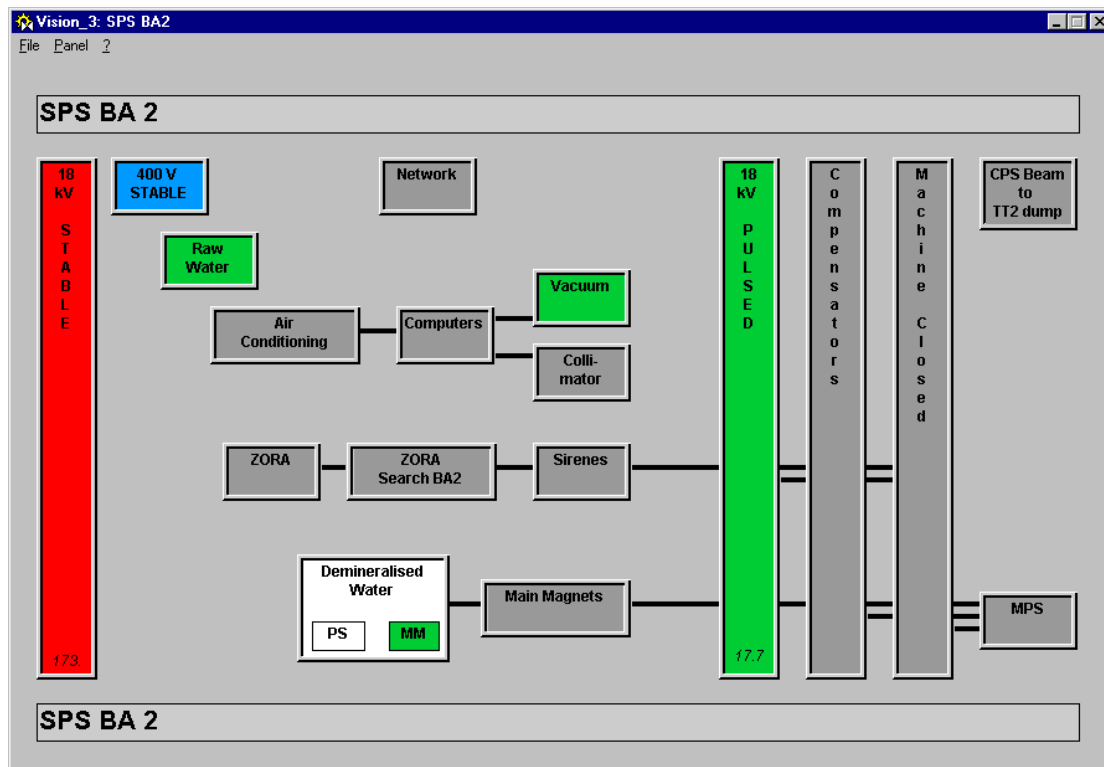 Vision_3: SPS BA2
File Panel ?
SPS BA 2
18
kV
S
T
A
B
L
E
173.
400 V
STABLE
Network
18
kV
P
U
L
S
E
D
17.7
C
o
m
p
e
n
s
a
t
o
r
s
M
a
c
h
i
n
e
C
l
o
s
e
d
CPS Beam
to
TT2 dump
Raw
Water
Vacuum
Air
Conditioning
Computers
Colli-
mator
ZORA
ZORA
Search BA2
Sirenes
Demineralised
Water
PS
MM
Main Magnets
MPS
SPS BA 2